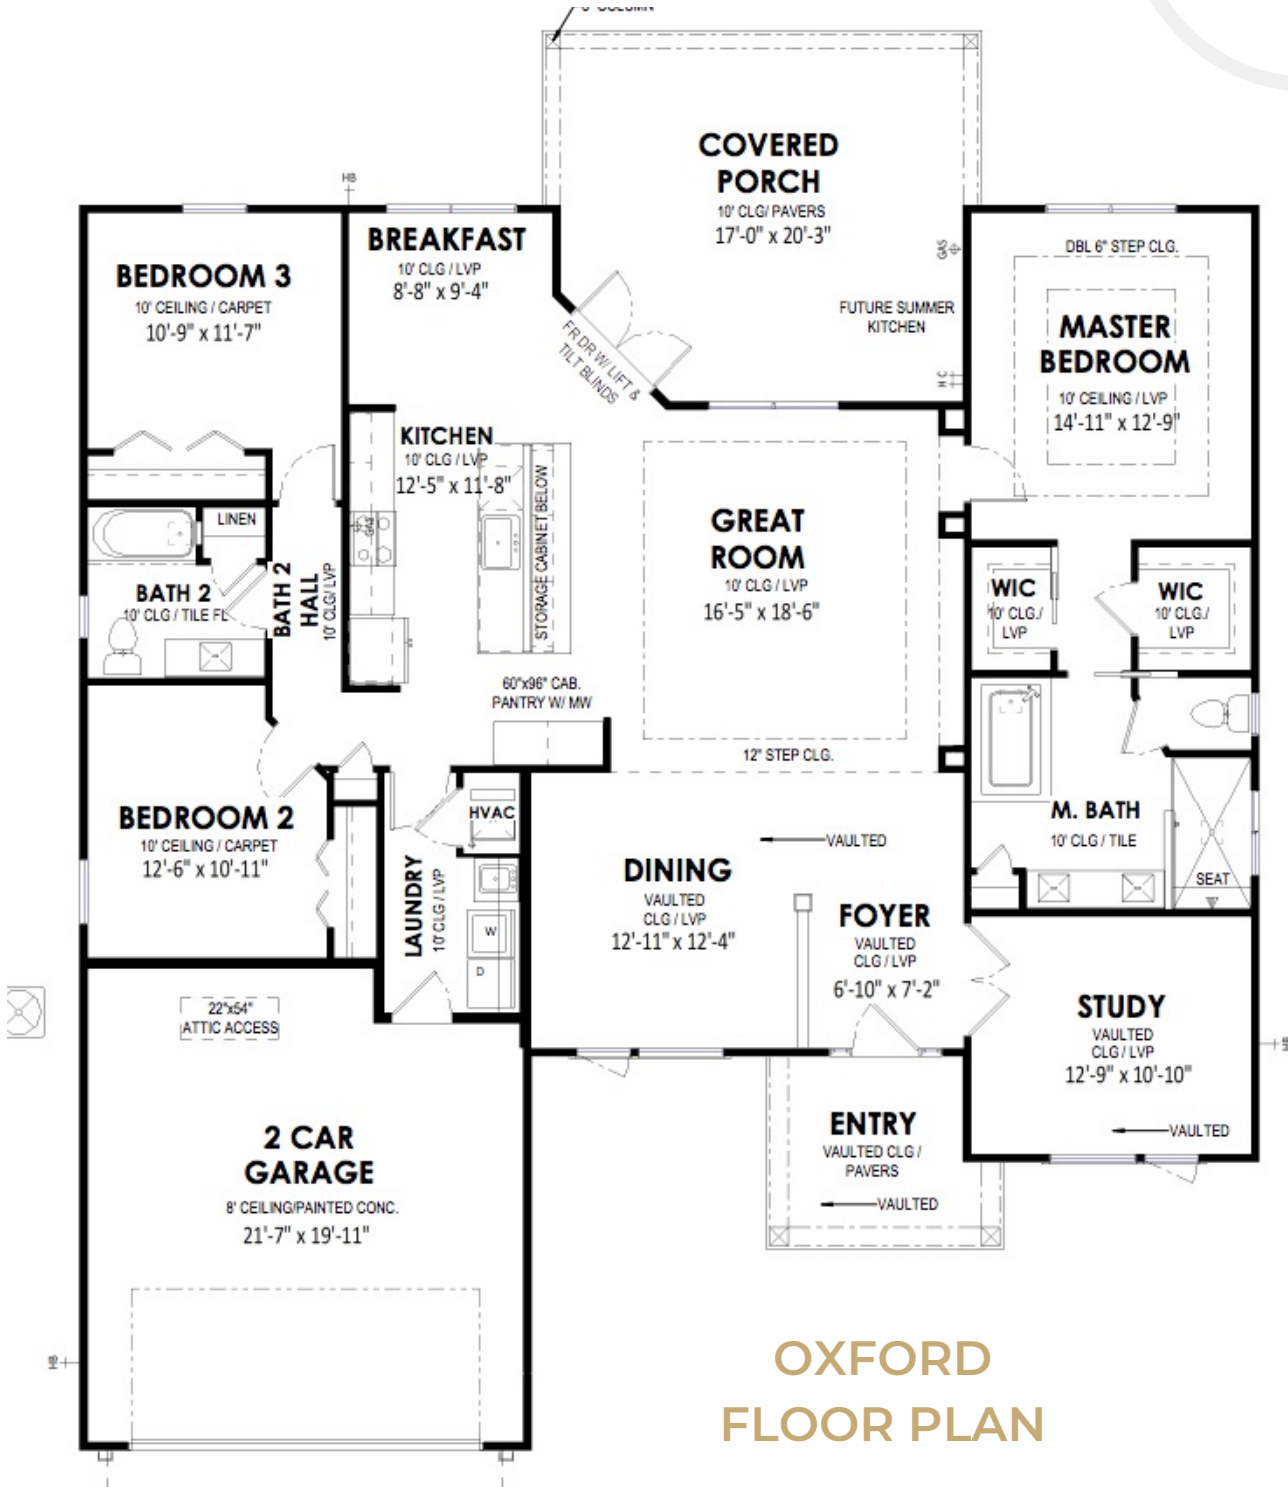 HB
COVERED
PORCH
10' CLG/ PAVERS
17'-0" x 20'-3"
GAS
FUTURE SUMMER
KITCHEN
BEDROOM 3
10' CEILING / CARPET
10'-9" x 11'-7"
BREAKFAST
10' CLG / LVP
8'-8" x 9'-4"
FR DR W/ LIFT &
TILT BLINDS
DBL 6" STEP CLG.
MASTER
BEDROOM
10' CEILING / LVP
14'-11" x 12'-9"
KITCHEN
10' CLG / LVP
12'-5" x 11'-8"
GAS
STORAGE CABINET BELOW
60"x96" CAB.
PANTRY W/ MW
GREAT
ROOM
10' CLG / LVP
16'-5" x 18'-6"
12" STEP CLG.
LINEN
BATH 2
10' CLG / TILE FL
BATH 2
HALL
10' CLG/ LVP
WIC
10' CLG./
LVP
WIC
10' CLG./
LVP
BEDROOM 2
10' CEILING / CARPET
12'-6" x 10'-11"
HVAC
LAUNDRY
10' CLG / LVP
W
D
DINING
VAULTED
CLG / LVP
12'-11" x 12'-4"
VAULTED
FOYER
VAULTED
CLG / LVP
6'-10" x 7'-2"
M. BATH
10' CLG / TILE
SEAT
STUDY
VAULTED
CLG / LVP
12'-9" x 10'-10"
VAULTED
HB
22"x54"
ATTIC ACCESS
2 CAR
GARAGE
8' CEILING/PAINTED CONC.
21'-7" x 19'-11"
ENTRY
VAULTED CLG /
PAVERS
VAULTED
HB
OXFORD
FLOOR PLAN